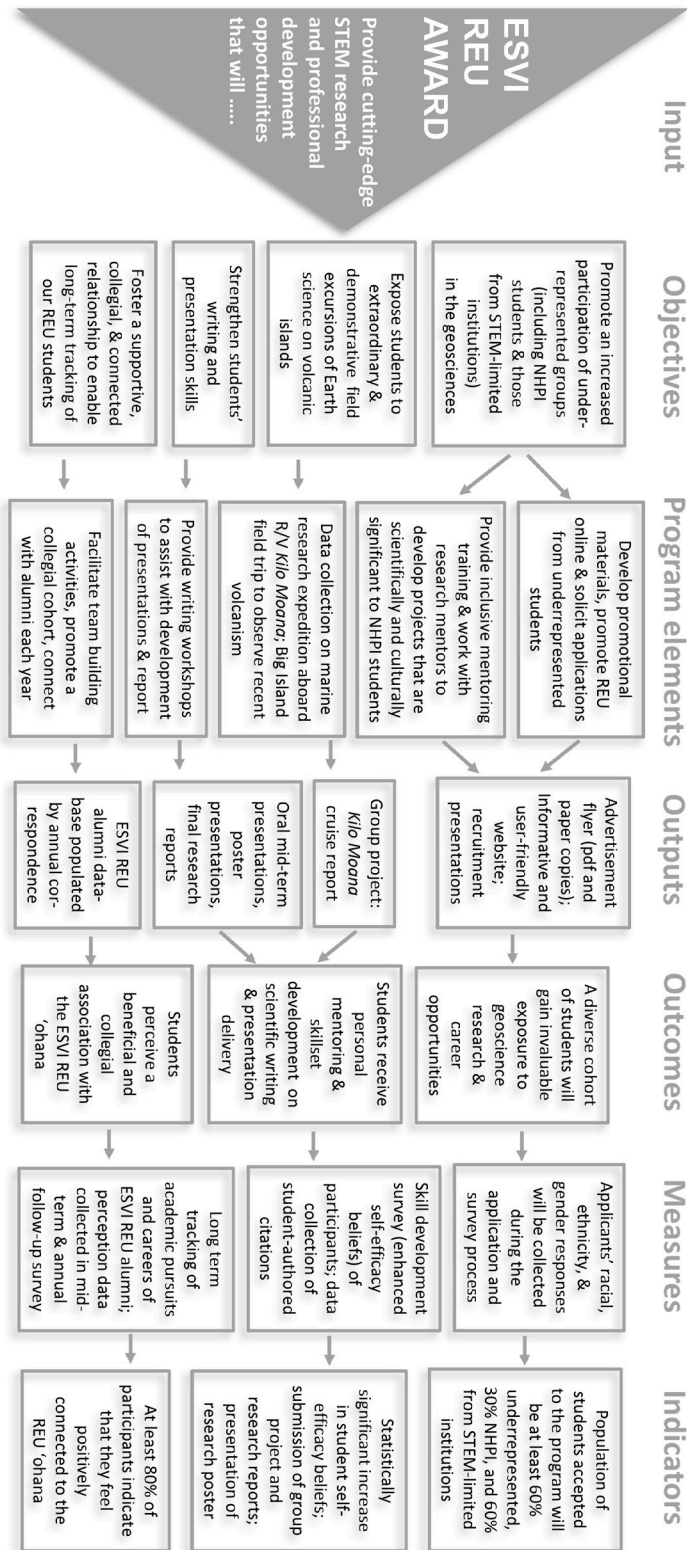 Input
Objectives
Program elements
Outputs
Outcomes
Measures
Indicators
ESVI
REU
AWARD
Provide cutting-edge
STEM research
and professional
development
opportunities
that will .....
Promote an increased
participation of under-
represented groups
(including NHPI
students & those
from STEM-limited
institutions)
in the geosciences
Expose students to
extraordinary &
demonstrative field
excursions of Earth
science on volcanic
islands
Strengthen students’
writing and
presentation skills
Foster a supportive,
collegial, & connected
relationship to enable
long-term tracking of
our REU students
Develop promotional
materials, promote REU
online & solicit applications
from underrepresented
students
Provide inclusive mentoring
training & work with
research mentors to
develop projects that are
scientifically and culturally
significant to NHPI students
Data collection on marine
research expedition aboard
R/V Kilo Moana; Big Island
field trip to observe recent
volcanism
Provide writing workshops
to assist with development
of presentations & report
Facilitate team building
activities, promote a
collegial cohort, connect
with alumni each year
Advertisement
flyer (pdf and
paper copies);
Informative and
user-friendly
website;
recruitment
presentations
Group project:
Kilo Moana
cruise report
Oral mid-term
presentations,
poster
presentations,
final research
reports
ESVI REU
alumni data-
base populated
by annual cor-
respondence
A diverse cohort
of students will
gain invaluable
exposure to
geoscience
research &
career
opportunities
Students receive
personal
mentoring &
skillset
development on
scientific writing
& presentation
delivery
Students
perceive a
beneficial and
collegial
association with
the ESVI REU
‘ohana
Applicants’ racial,
ethnicity, &
gender responses
will be collected
during the
application and
survey process
Skill development
survey (enhanced
self-efficacy
beliefs) of
participants; data
collection of
student-authored
citations
Long term
tracking of
academic pursuits
and careers of
ESVI REU alumni;
perception data
collected in mid-
term & annual
follow-up survey
Population of
students accepted
to the program will
be at least 60%
underrepresented,
30% NHPI, and 60%
from STEM-limited
institutions
Statistically
significant increase
in student self-
efficacy beliefs;
submission of group
project and
research reports;
presentation of
research poster
At least 80% of
participants indicate
that they feel
positively
connected to the
REU ‘ohana